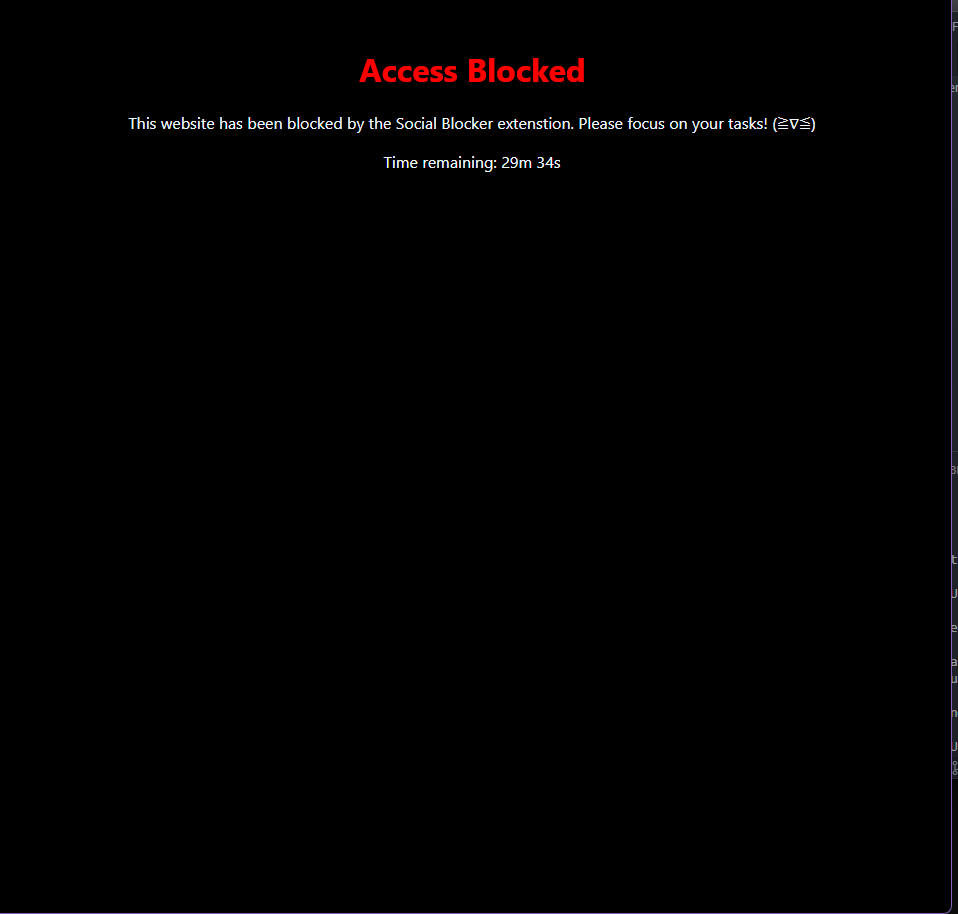 Access Blocked
This website has been blocked by the Social Blocker extenstion. Please focus on your tasks! (≧∇≦)
Time remaining: 29m 34s